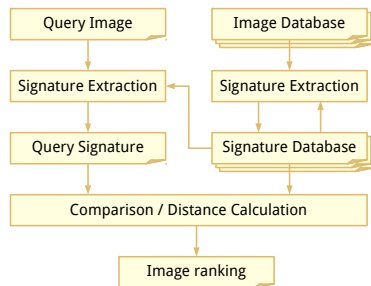 Query Image
Image Database
Signature Extraction
Signature Extraction
Query Signature
Signature Database
Comparison / Distance Calculation
Image ranking